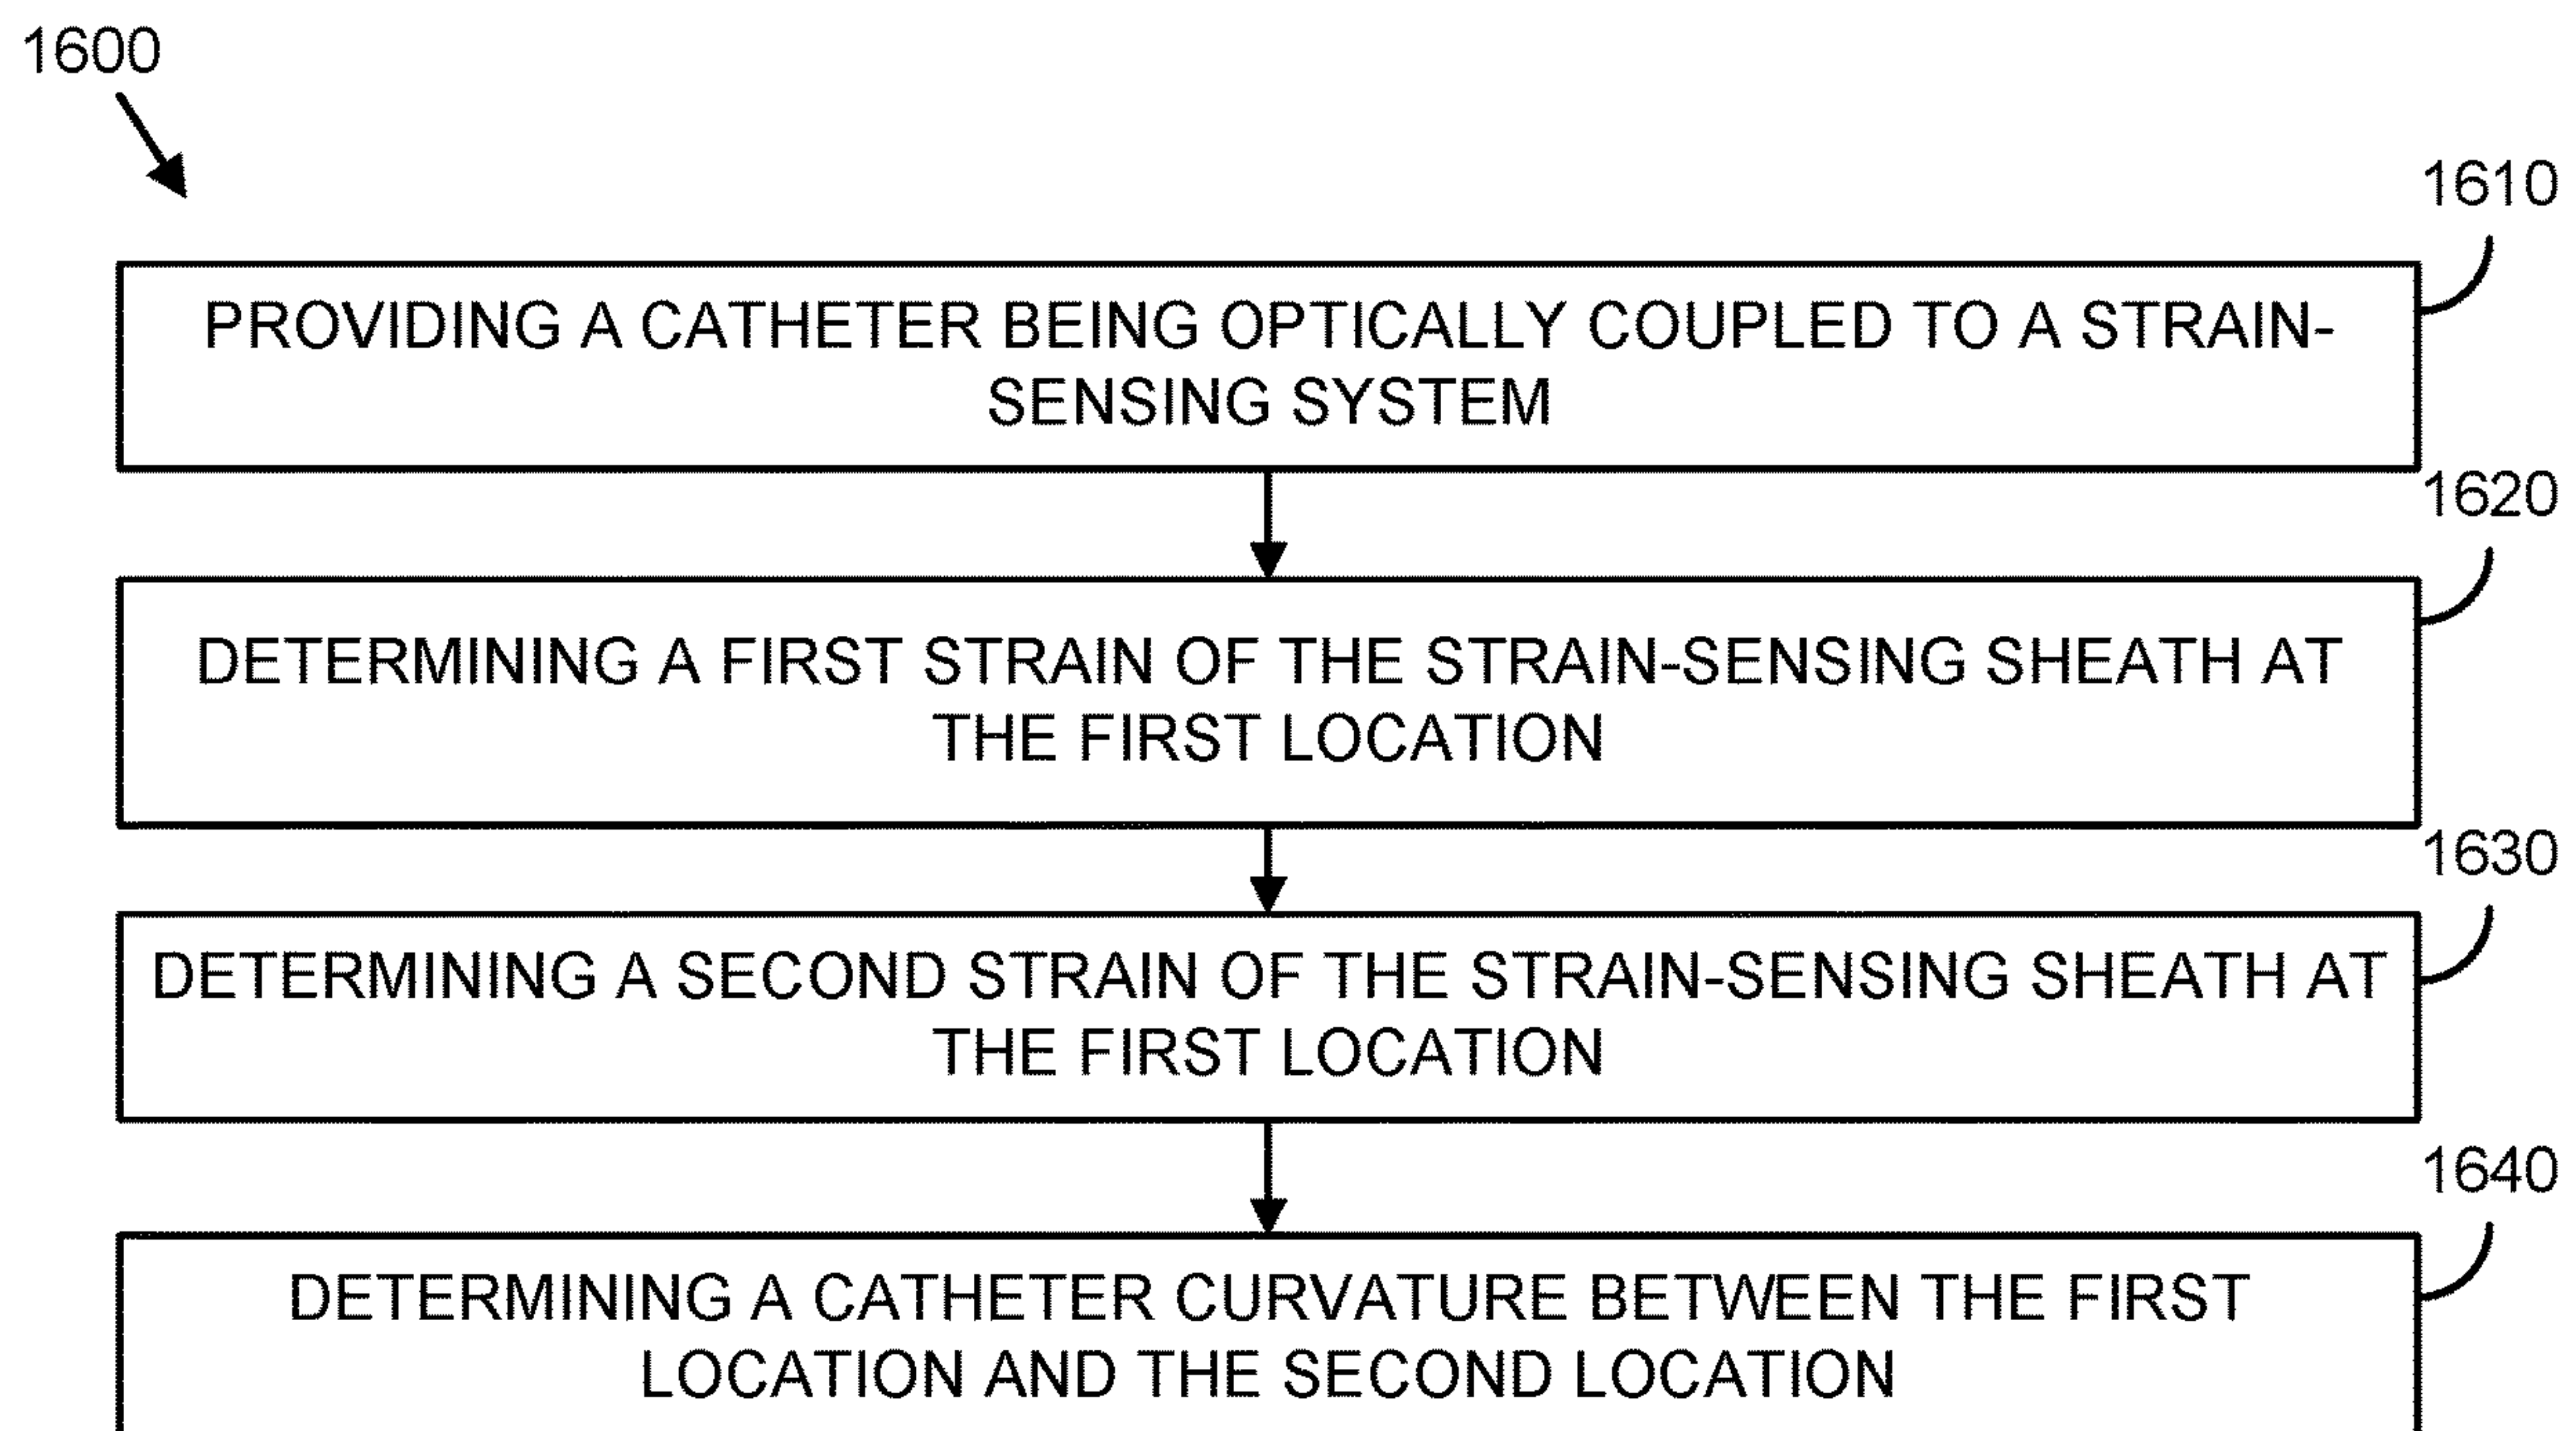 1600
1610
PROVIDING A CATHETER BEING OPTICALLY COUPLED TO A STRAIN-
SENSING SYSTEM
1620
DETERMINING A FIRST STRAIN OF THE STRAIN-SENSING SHEATH AT
THE FIRST LOCATION
1630
DETERMINING A SECOND STRAIN OF THE STRAIN-SENSING SHEATH AT
THE FIRST LOCATION
1640
DETERMINING A CATHETER CURVATURE BETWEEN THE FIRST
LOCATION AND THE SECOND LOCATION